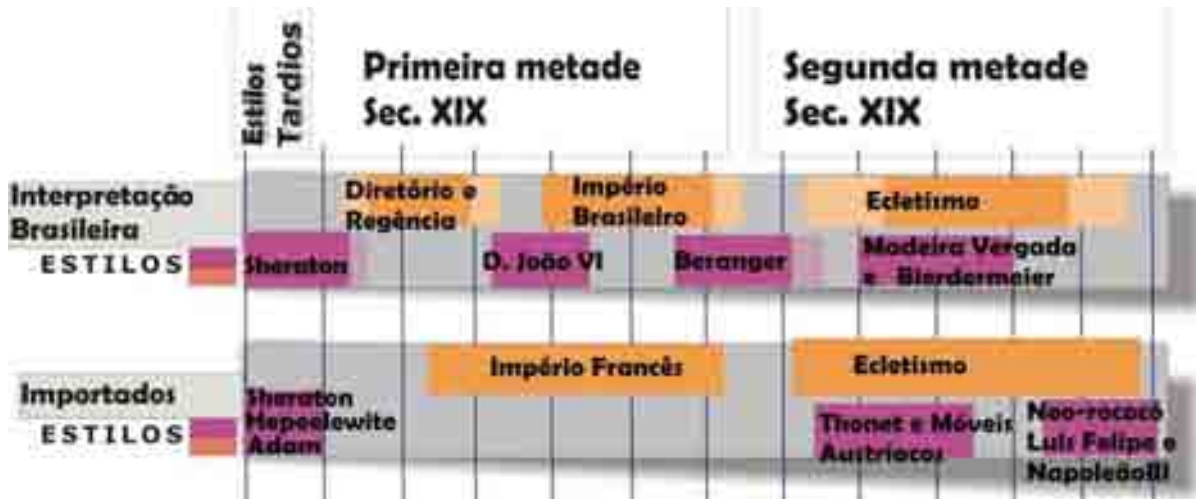 Estilos
Tardios
Primeira metade
Sec. XIX
Segunda metade
Sec. XIX
Interpretação
Brasileira
ESTILOS
Diretório e
Regência
Império
Brasileiro
Ecletismo
Sheraton
D. João VI
Beranger
Madeira Vergada
e Bierdermeier
Importados
ESTILOS
Império Francês
Ecletismo
Sheraton
Hepeelewite
Adam
Thonet e Móveis
Austríacos
Neo-rococó
Luis Felipe e
NapoleãoIII